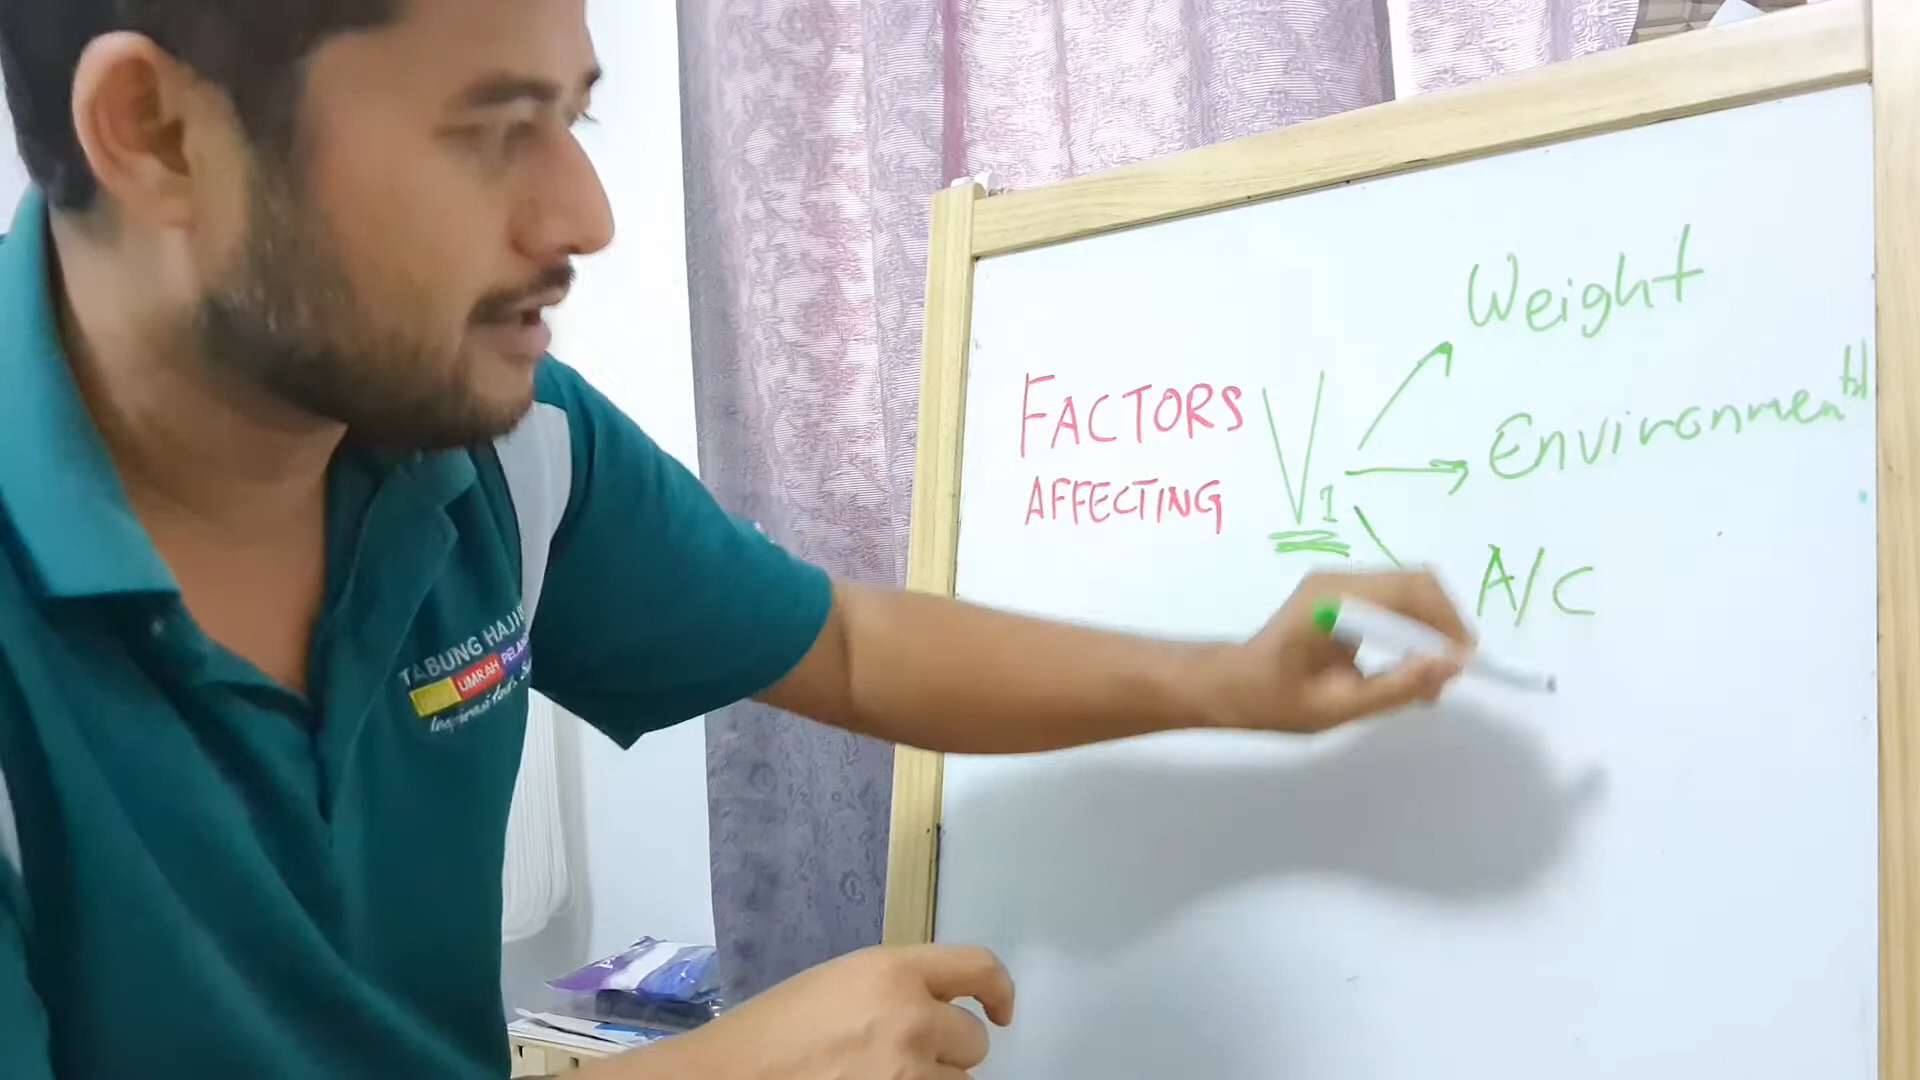 Weight
FACTORS
AFFECTING
V1
Environmental
A/C
TABUNG HAJI
UMRAH